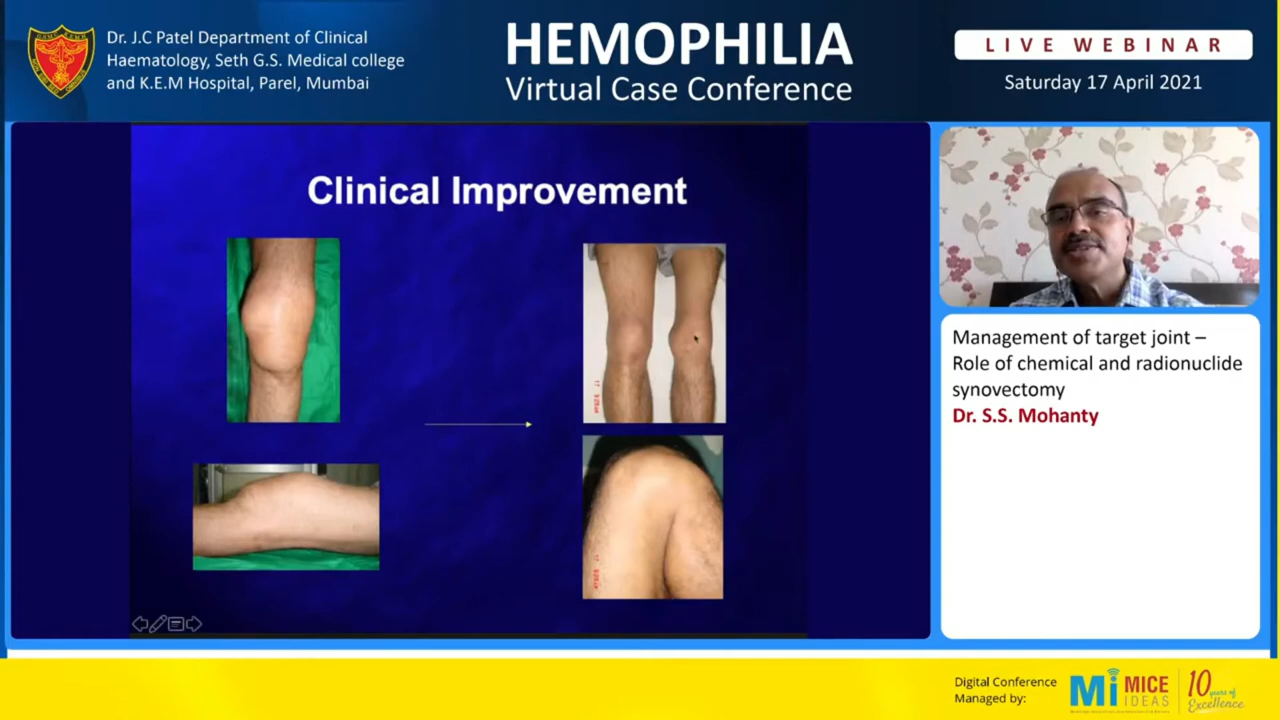 Dr. J.C Patel Department of Clinical
Haematology, Seth G.S. Medical college
and K.E.M Hospital, Parel, Mumbai
HEMOPHILIA
Virtual Case Conference
LIVE WEBINAR
Saturday 17 April 2021
Clinical Improvement
Management of target joint –
Role of chemical and radionuclide
synovectomy
Dr. S.S. Mohanty
Digital Conference
Managed by:
Mi MICE
IDEAS
10 years of
Excellence